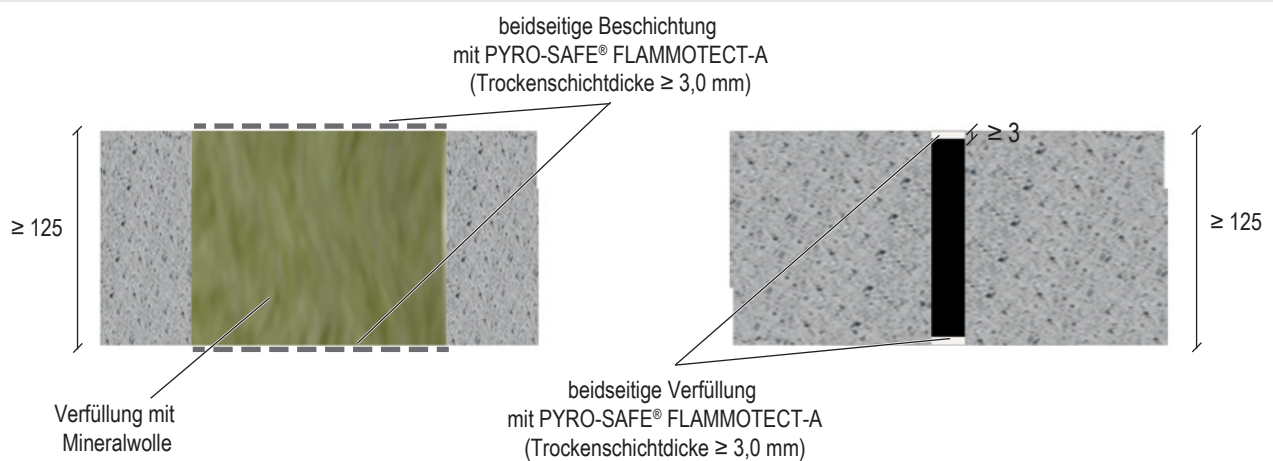 beidseitige Beschichtung
mit PYRO-SAFE® FLAMMOTECT-A
(Trockenschichtdicke ≥ 3,0 mm)
≥ 125
≥ 3
≥ 125
Verfüllung mit
Mineralwolle
beidseitige Verfüllung
mit PYRO-SAFE® FLAMMOTECT-A
(Trockenschichtdicke ≥ 3,0 mm)